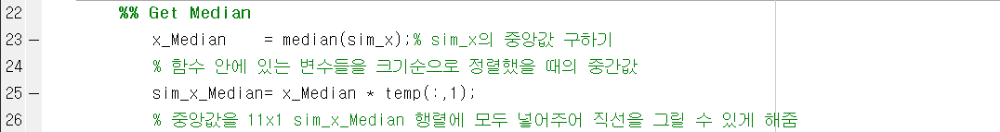 22 %% Get Median
23 – x_Median    = median(sim_x);% sim_x의 중앙값 구하기
24 % 함수 안에 있는 변수들을 크기순으로 정렬했을 때의 중간값
25 – sim_x_Median= x_Median * temp(:,1);
26 % 중앙값을 11x1 sim_x_Median 행렬에 모두 넣어주어 직선을 그릴 수 있게 해줌